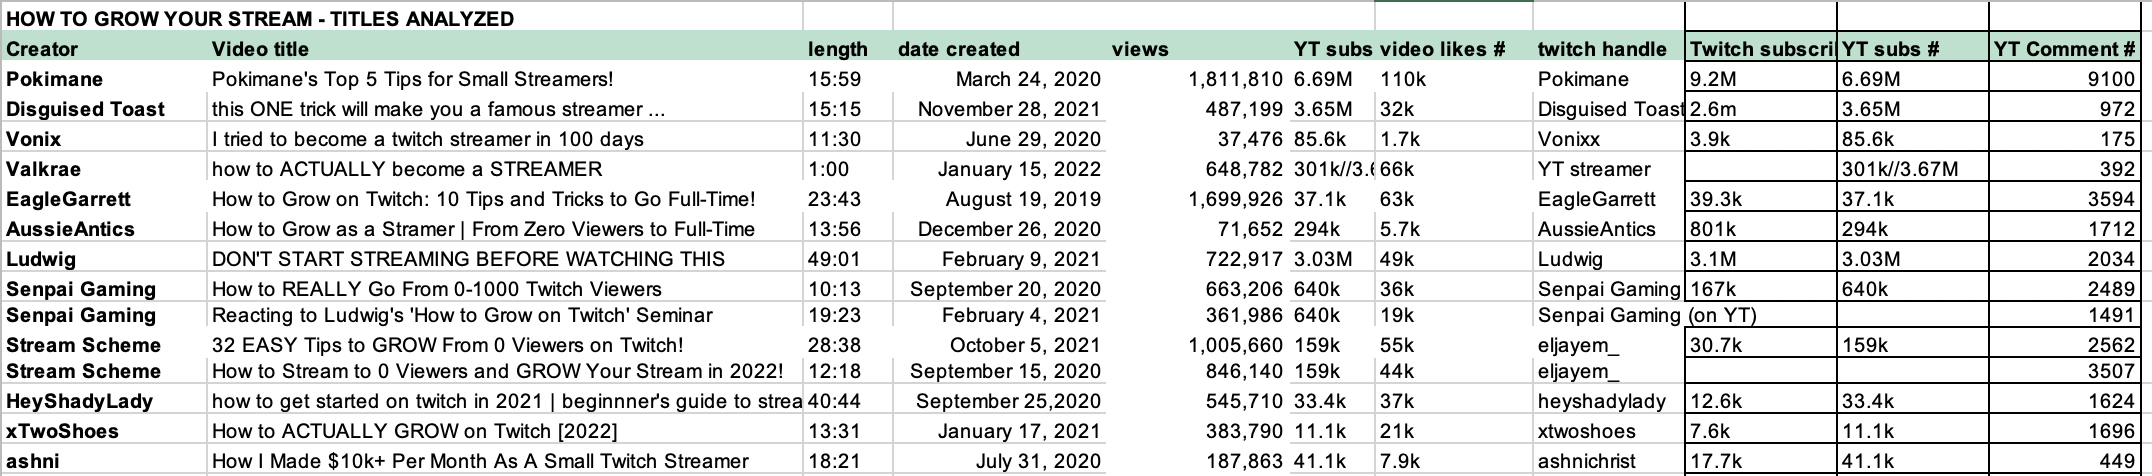 HOW TO GROW YOUR STREAM - TITLES ANALYZED
Creator Video title length date created views YT subs video likes # twitch handle Twitch subscri YT subs # YT Comment #
Pokimane Pokimane's Top 5 Tips for Small Streamers! 15:59 March 24, 2020 1,811,810 6.69M 110k Pokimane 9.2M 6.69M 9100
Disguised Toast this ONE trick will make you a famous streamer ... 15:15 November 28, 2021 487,199 3.65M 32k Disguised Toast 2.6m 3.65M 972
Vonix I tried to become a twitch streamer in 100 days 11:30 June 29, 2020 37,476 85.6k 1.7k Vonixx 3.9k 85.6k 175
Valkrae how to ACTUALLY become a STREAMER 1:00 January 15, 2022 648,782 301k//3.6 66k YT streamer 301k//3.67M 392
EagleGarrett How to Grow on Twitch: 10 Tips and Tricks to Go Full-Time! 23:43 August 19, 2019 1,699,926 37.1k 63k EagleGarrett 39.3k 37.1k 3594
AussieAntics How to Grow as a Stramer | From Zero Viewers to Full-Time 13:56 December 26, 2020 71,652 294k 5.7k AussieAntics 801k 294k 1712
Ludwig DON'T START STREAMING BEFORE WATCHING THIS 49:01 February 9, 2021 722,917 3.03M 49k Ludwig 3.1M 3.03M 2034
Senpai Gaming How to REALLY Go From 0-1000 Twitch Viewers 10:13 September 20, 2020 663,206 640k 36k Senpai Gaming 167k 640k 2489
Senpai Gaming Reacting to Ludwig's 'How to Grow on Twitch' Seminar 19:23 February 4, 2021 361,986 640k 19k Senpai Gaming (on YT) 1491
Stream Scheme 32 EASY Tips to GROW From 0 Viewers on Twitch! 28:38 October 5, 2021 1,005,660 159k 55k eljayem_ 30.7k 159k 2562
Stream Scheme How to Stream to 0 Viewers and GROW Your Stream in 2022! 12:18 September 15, 2020 846,140 159k 44k eljayem_ 3507
HeyShadyLady how to get started on twitch in 2021 | beginnner's guide to strea 40:44 September 25,2020 545,710 33.4k 37k heyshadylady 12.6k 33.4k 1624
xTwoShoes How to ACTUALLY GROW on Twitch [2022] 13:31 January 17, 2021 383,790 11.1k 21k xtwoshoes 7.6k 11.1k 1696
ashni How I Made $10k+ Per Month As A Small Twitch Streamer 18:21 July 31, 2020 187,863 41.1k 7.9k ashnichrist 17.7k 41.1k 449